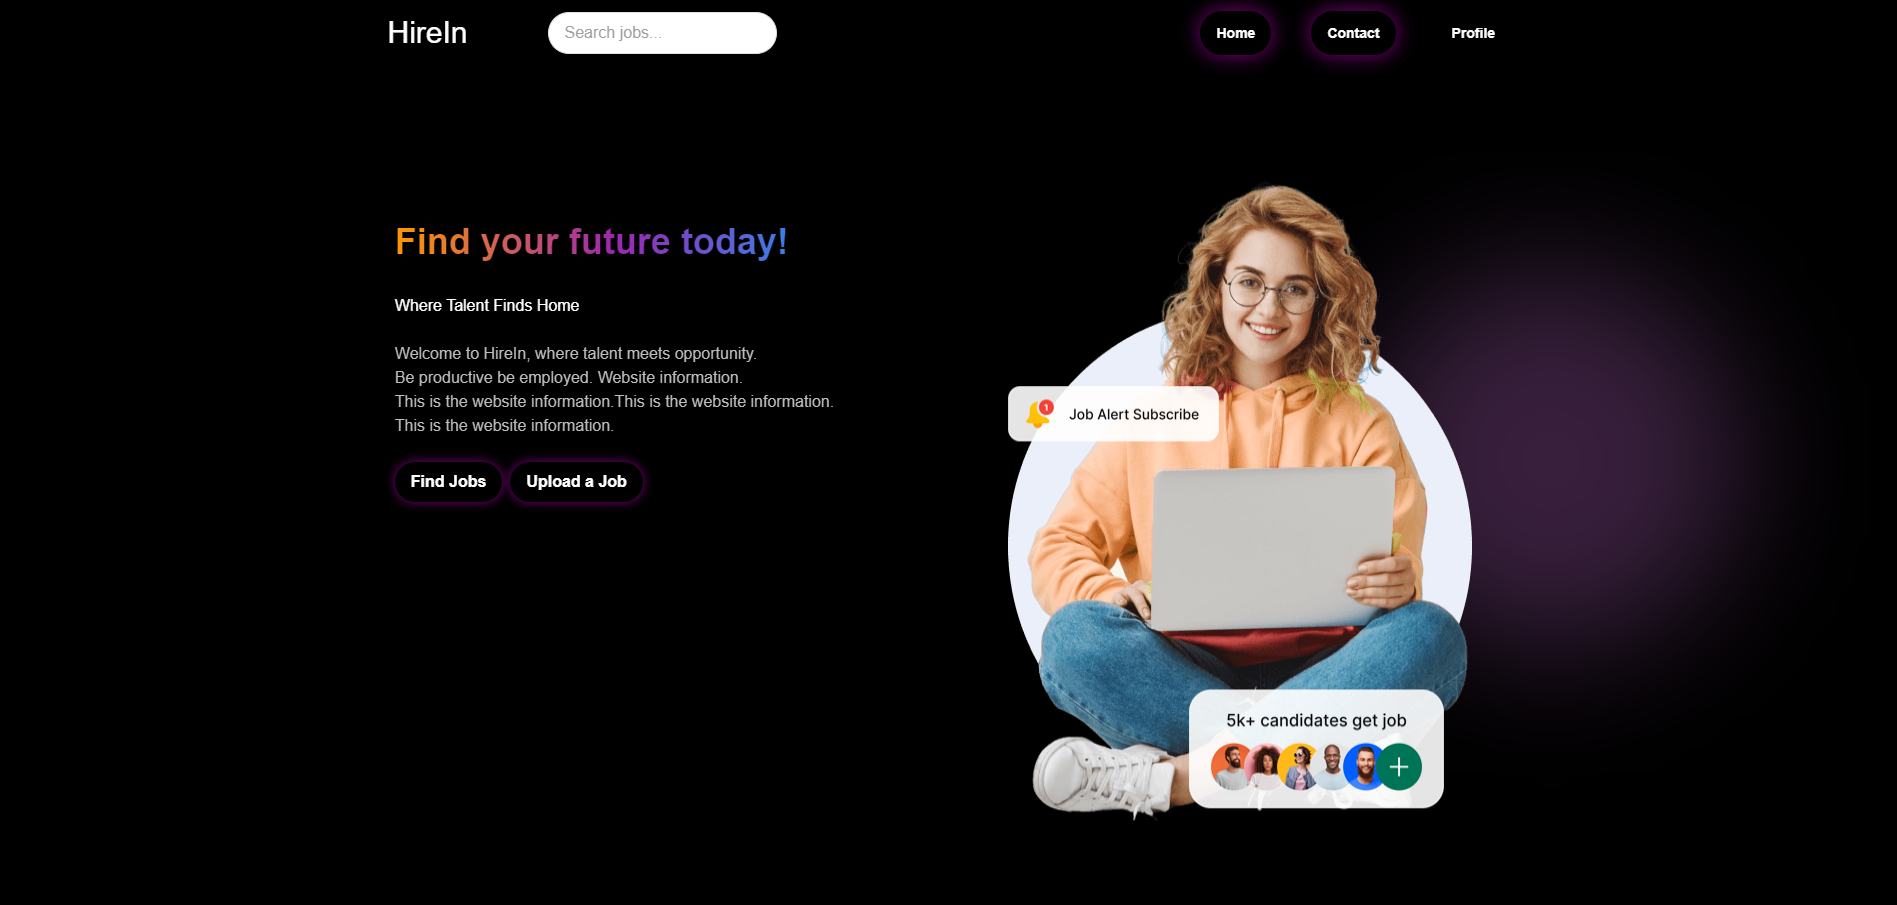 HireIn
Search jobs...
Home
Contact
Profile
Find your future today!
Where Talent Finds Home
Welcome to HireIn, where talent meets opportunity.
Be productive be employed. Website information.
This is the website information.This is the website information.
This is the website information.
Find Jobs
Upload a Job
1
Job Alert Subscribe
5k+ candidates get job